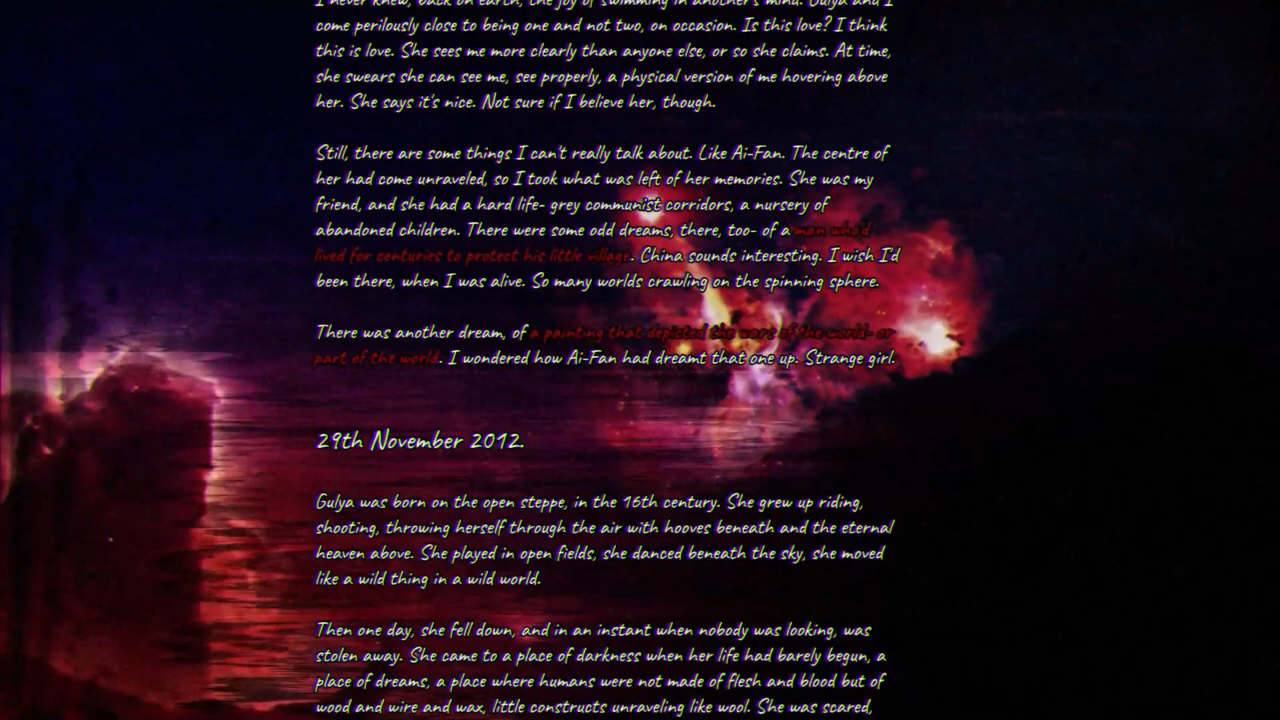 I never knew, back on earth, the joy of swimming in another's mind. Gulya and I
come perilously close to being one and not two, on occasion. Is this love? I think
this is love. She sees me more clearly than anyone else, or so she claims. At time,
she swears she can see me, see properly, a physical version of me hovering above
her. She says it's nice. Not sure if I believe her, though.
Still, there are some things I can't really talk about. Like Ai-Fan. The centre of
her had come unraveled, so I took what was left of her memories. She was my
friend, and she had a hard life- grey communist corridors, a nursery of
abandoned children. There were some odd dreams, there, too- of a man who'd
lived for centuries to protect his little village. China sounds interesting. I wish I'd
been there, when I was alive. So many worlds crawling on the spinning sphere.
There was another dream, of a painting that depicted the wars of the world- or
part of the world. I wondered how Ai-Fan had dreamt that one up. Strange girl.
29th November 2012.
Gulya was born on the open steppe, in the 16th century. She grew up riding,
shooting, throwing herself through the air with hooves beneath and the eternal
heaven above. She played in open fields, she danced beneath the sky, she moved
like a wild thing in a wild world.
Then one day, she fell down, and in an instant when nobody was looking, was
stolen away. She came to a place of darkness when her life had barely begun, a
place of dreams, a place where humans were not made of flesh and blood but of
wood and wire and wax, little constructs unraveling like wool. She was scared,